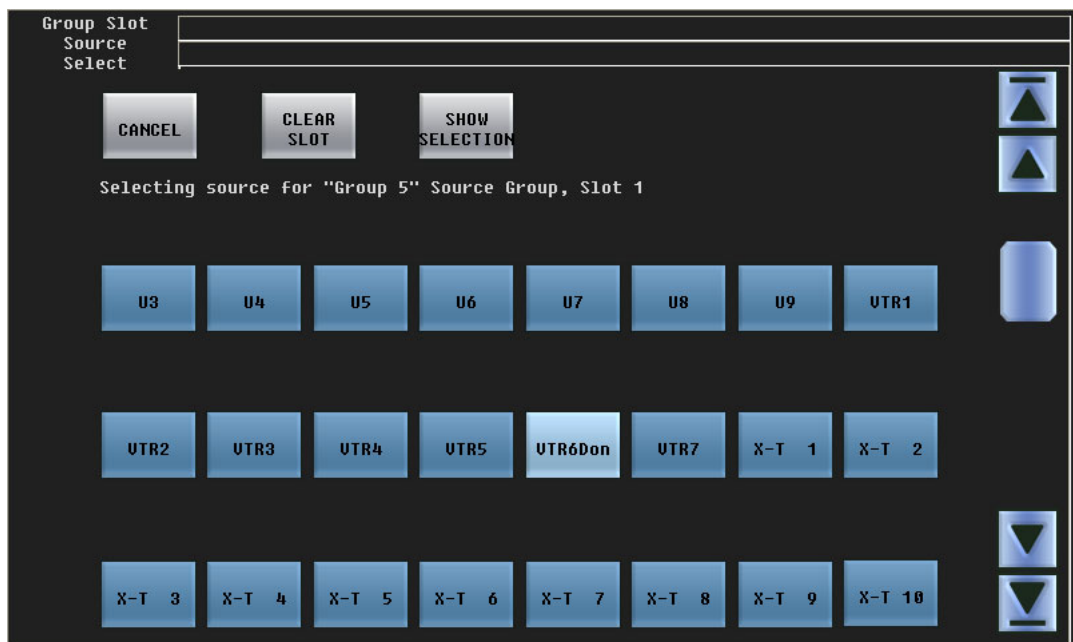 Group Slot
Source
Select
CANCEL
CLEAR
SLOT
SHOW
SELECTION
Selecting source for "Group 5" Source Group, Slot 1
U3 U4 U5 U6 U7 U8 U9 VTR1
VTR2 VTR3 VTR4 VTR5 VTR6Don VTR7 X-T 1 X-T 2
X-T 3 X-T 4 X-T 5 X-T 6 X-T 7 X-T 8 X-T 9 X-T 10